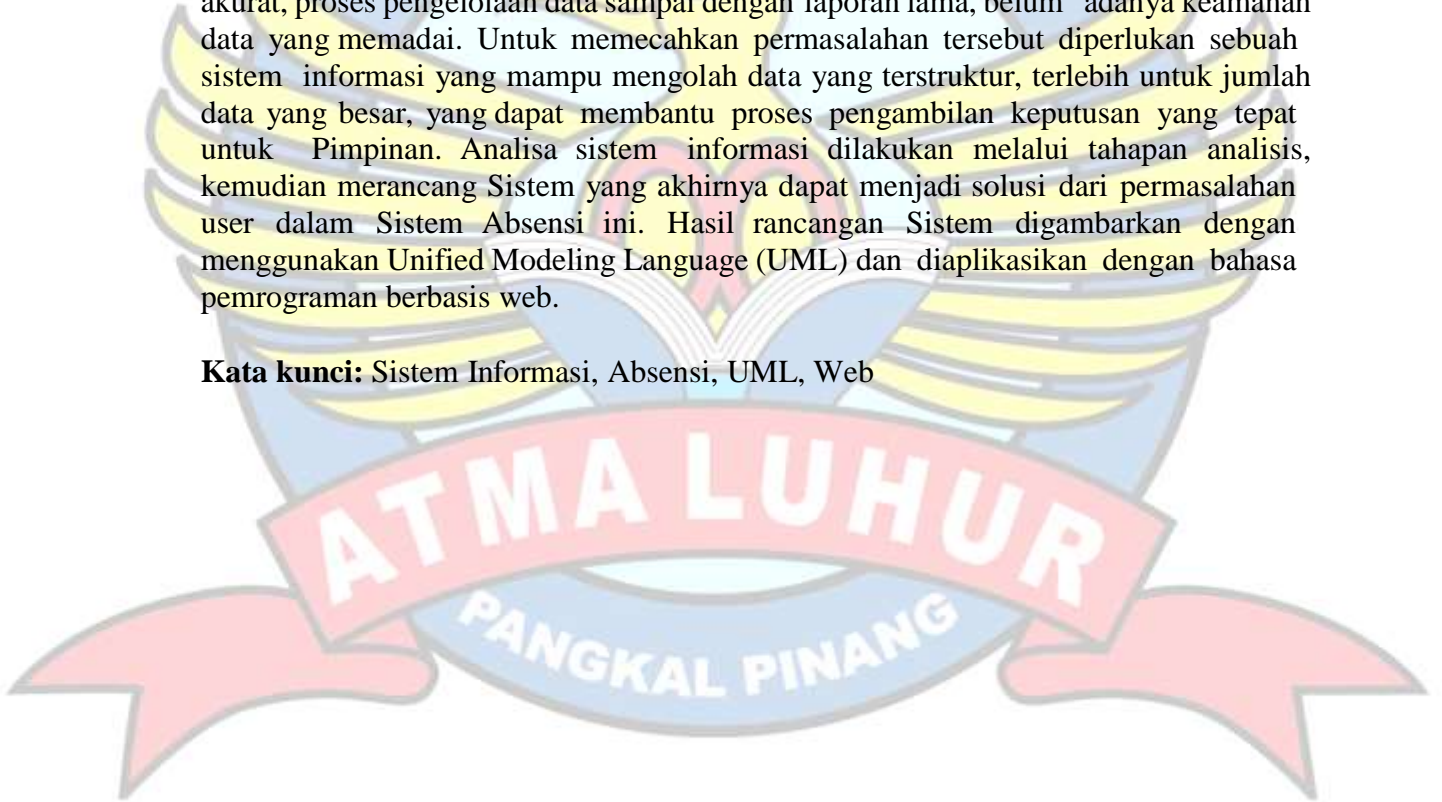 akurat, proses pengelolaan data sampai dengan laporan lama, belum adanya keamanan
data yang memadai. Untuk memecahkan permasalahan tersebut diperlukan sebuah
sistem informasi yang mampu mengolah data yang terstruktur, terlebih untuk jumlah
data yang besar, yang dapat membantu proses pengambilan keputusan yang tepat
untuk Pimpinan. Analisa sistem informasi dilakukan melalui tahapan analisis,
kemudian merancang Sistem yang akhirnya dapat menjadi solusi dari permasalahan
user dalam Sistem Absensi ini. Hasil rancangan Sistem digambarkan dengan
menggunakan Unified Modeling Language (UML) dan diaplikasikan dengan bahasa
pemrograman berbasis web.
Kata kunci: Sistem Informasi, Absensi, UML, Web
ATMA LUHUR
PANGKAL PINANG